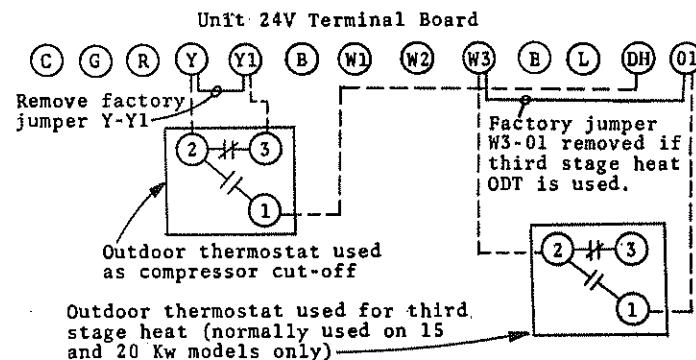 Unit 24V Terminal Board
C G R Y Y1 B W1 W2 W3 E L DH 01
Remove factory
jumper Y-Y1
2 3
1
Factory jumper
W3-01 removed if
third stage heat
ODT is used.
Outdoor thermostat used
as compressor cut-off
2 3
1
Outdoor thermostat used for third
stage heat (normally used on 15
and 20 Kw models only)